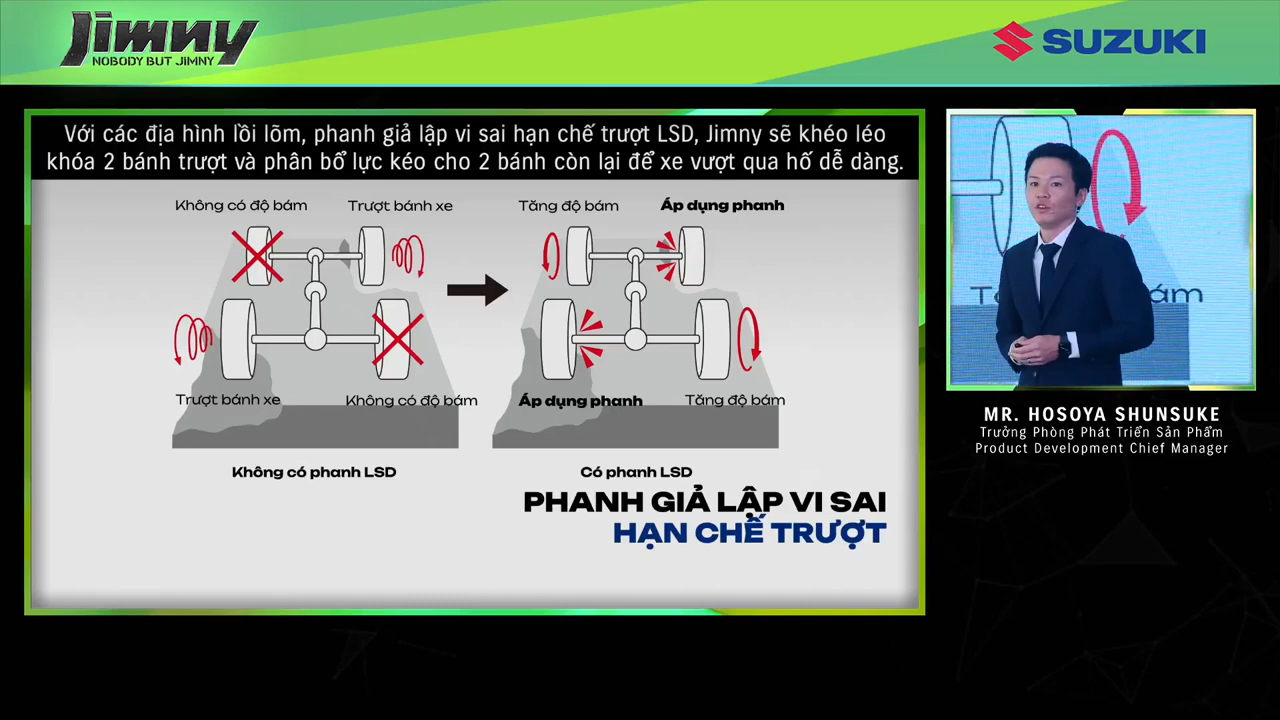 Jimny
NOBODY BUT JIMNY
SUZUKI
Với các địa hình lồi lõm, phanh giả lập vi sai hạn chế trượt LSD, Jimny sẽ khéo léo
khóa 2 bánh trượt và phân bổ lực kéo cho 2 bánh còn lại để xe vượt qua hố dễ dàng.
Không có độ bám
Trượt bánh xe
Tăng độ bám
Áp dụng phanh
Trượt bánh xe
Không có độ bám
Áp dụng phanh
Tăng độ bám
Không có phanh LSD
Có phanh LSD
PHANH GIẢ LẬP VI SAI
HẠN CHẾ TRƯỢT
MR. HOSOYA SHUNSUKE
Trưởng Phòng Phát Triển Sản Phẩm
Product Development Chief Manager